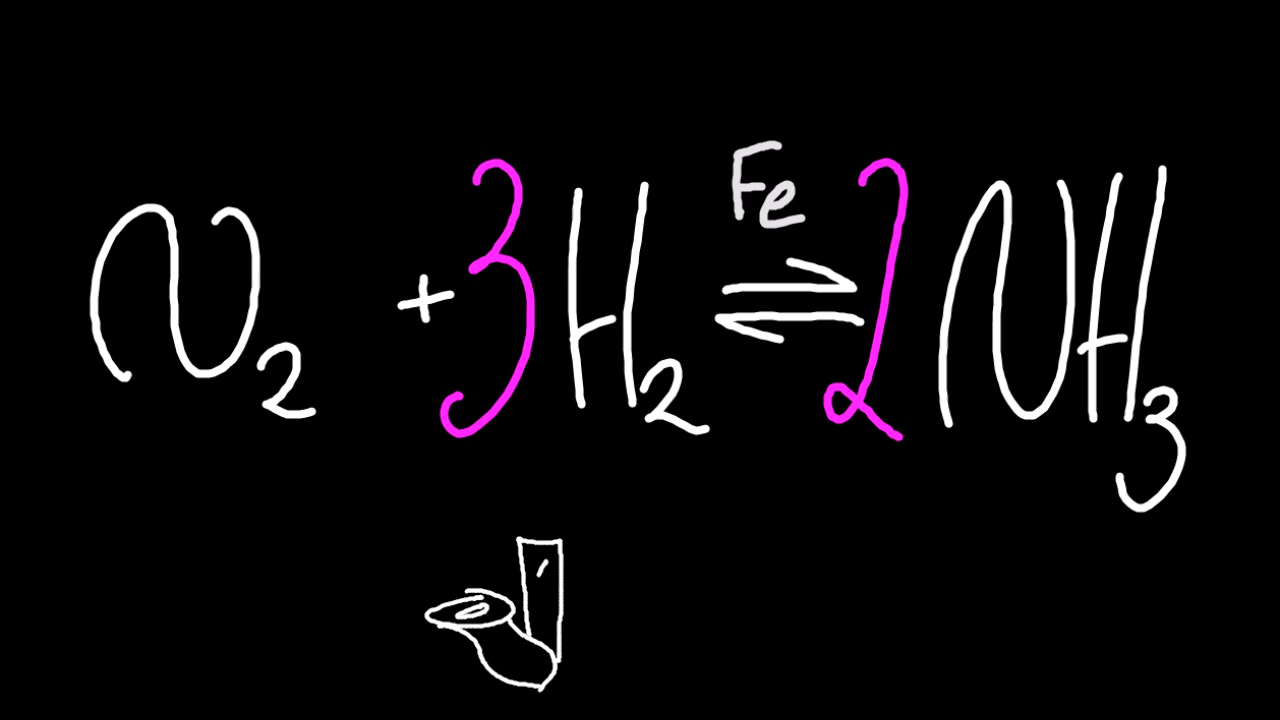 N₂ + 3H₂ ⇌ 2NH₃
Fe